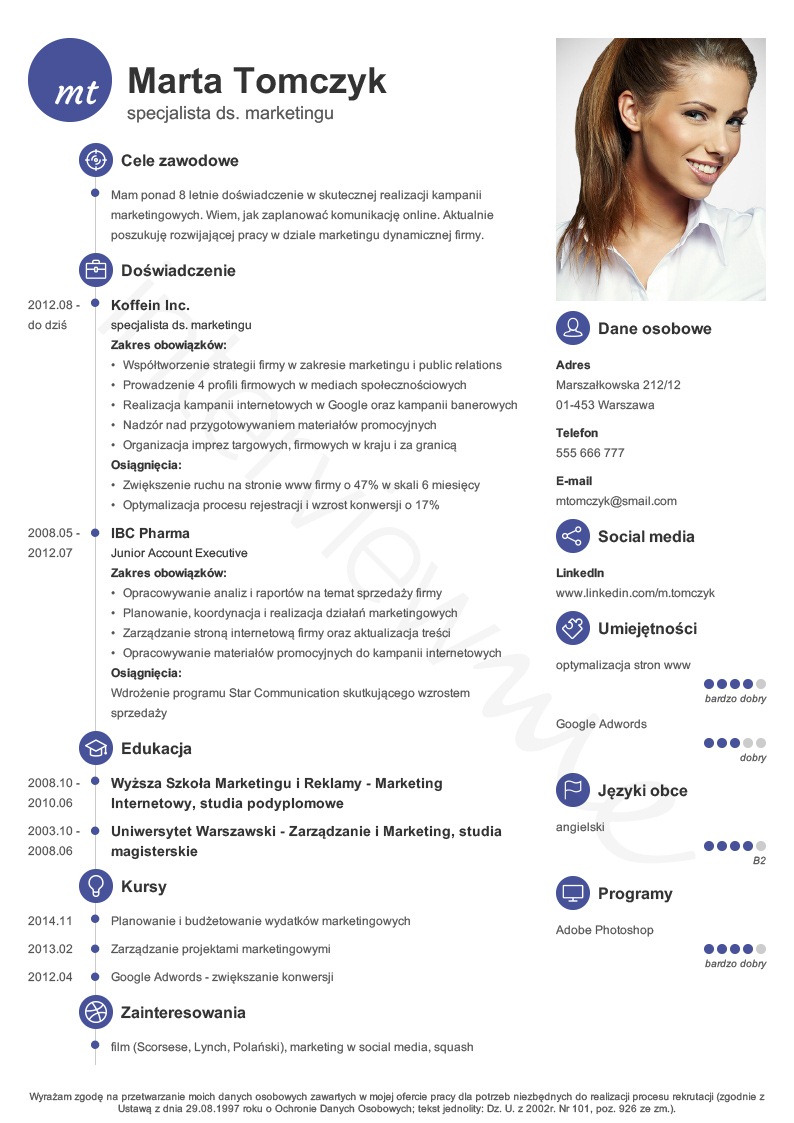 mt
Marta Tomczyk
specjalista ds. marketingu
Cele zawodowe
Mam ponad 8 letnie doświadczenie w skutecznej realizacji kampanii
marketingowych. Wiem, jak zaplanować komunikację online. Aktualnie
poszukuję rozwijającej pracy w dziale marketingu dynamicznej firmy.
Doświadczenie
2012.08 -
do dziś
Koffein Inc.
specjalista ds. marketingu
Zakres obowiązków:
• Współtworzenie strategii firmy w zakresie marketingu i public relations
• Prowadzenie 4 profili firmowych w mediach społecznościowych
• Realizacja kampanii internetowych w Google oraz kampanii banerowych
• Nadzór nad przygotowywaniem materiałów promocyjnych
• Organizacja imprez targowych, firmowych w kraju i za granicą
Osiągnięcia:
• Zwiększenie ruchu na stronie www firmy o 47% w skali 6 miesięcy
• Optymalizacja procesu rejestracji i wzrost konwersji o 17%
2008.05 -
2012.07
IBC Pharma
Junior Account Executive
Zakres obowiązków:
• Opracowywanie analiz i raportów na temat sprzedaży firmy
• Planowanie, koordynacja i realizacja działań marketingowych
• Zarządzanie stroną internetową firmy oraz aktualizacja treści
• Opracowywanie materiałów promocyjnych do kampanii internetowych
Osiągnięcia:
Wdrożenie programu Star Communication skutkującego wzrostem
sprzedaży
Edukacja
2008.10 -
2010.06
Wyższa Szkoła Marketingu i Reklamy - Marketing
Internetowy, studia podyplomowe
2003.10 -
2008.06
Uniwersytet Warszawski - Zarządzanie i Marketing, studia
magisterskie
Kursy
2014.11 Planowanie i budżetowanie wydatków marketingowych
2013.02 Zarządzanie projektami marketingowymi
2012.04 Google Adwords - zwiększanie konwersji
Zainteresowania
film (Scorsese, Lynch, Polański), marketing w social media, squash
Dane osobowe
Adres
Marszałkowska 212/12
01-453 Warszawa
Telefon
555 666 777
E-mail
mtomczyk@smail.com
Social media
LinkedIn
www.linkedin.com/m.tomczyk
Umiejętności
optymalizacja stron www
bardzo dobry
Google Adwords
dobry
Języki obce
angielski
B2
Programy
Adobe Photoshop
bardzo dobry
interviewme
Wyrażam zgodę na przetwarzanie moich danych osobowych zawartych w mojej ofercie pracy dla potrzeb niezbędnych do realizacji procesu rekrutacji (zgodnie z
Ustawą z dnia 29.08.1997 roku o Ochronie Danych Osobowych; tekst jednolity: Dz. U. z 2002r. Nr 101, poz. 926 ze zm.).